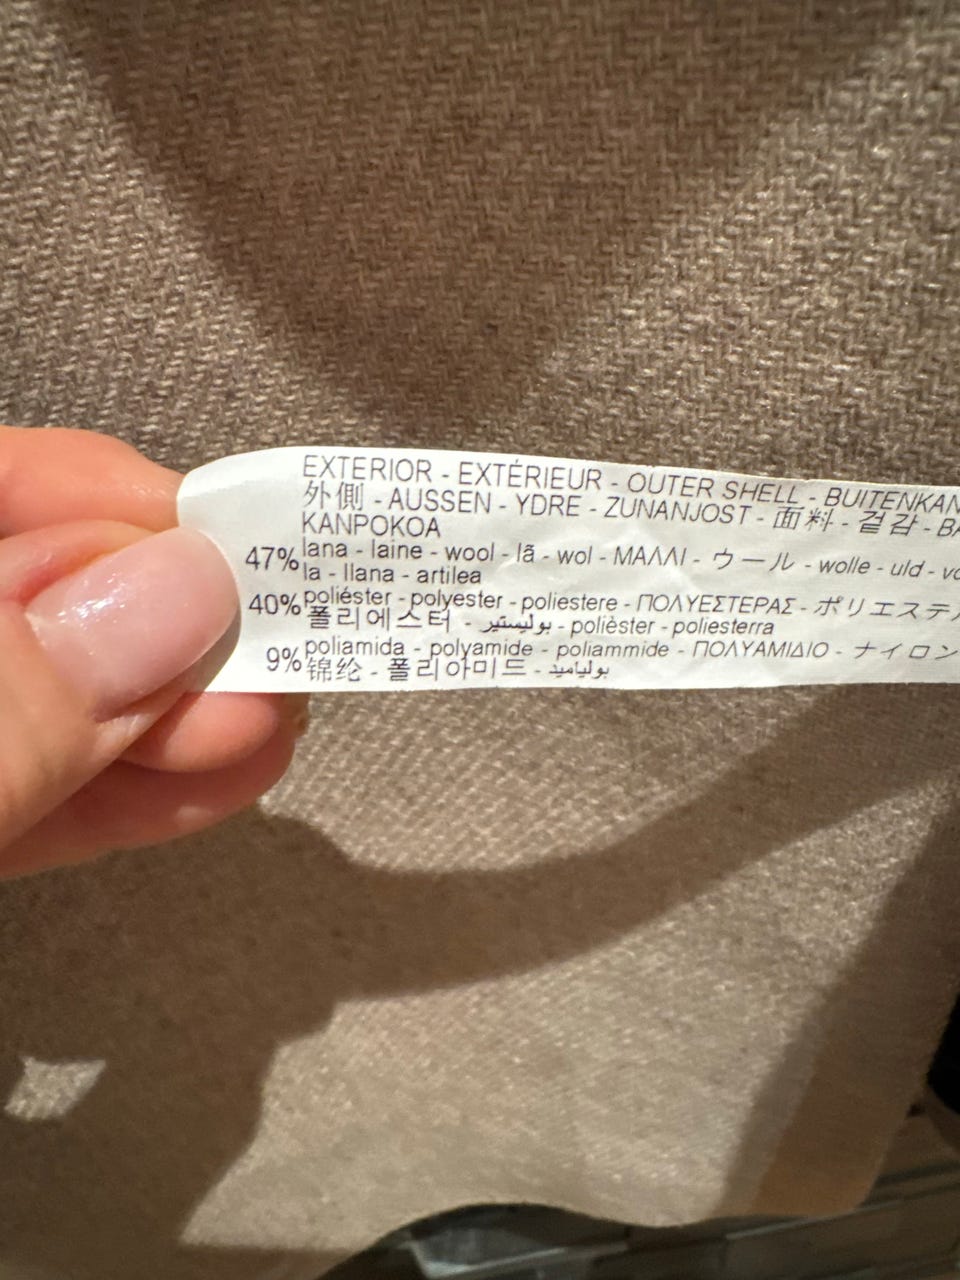 EXTERIOR - EXTÉRIEUR - OUTER SHELL - BUITENKAN
外側 - AUSSEN - YDRE - ZUNANJOST - 面料 - 겉감 - BA
KANPOKOA
47% lana - laine - wool - lã - wol - ΜΑΛΛΙ - ウール - wolle - uld - vo
la - llana - artilea
40% poliéster - polyester - poliestere - ΠΟΛΥΕΣΤΕΡΑΣ - ポリエステ
폴리에스터 - بوليستير - polièster - poliesterra
9% poliamida - polyamide - poliammide - ΠΟΛΥΑΜΙΔΙΟ - ナイロン
锦纶 - 폴리아미드 - بولياميد